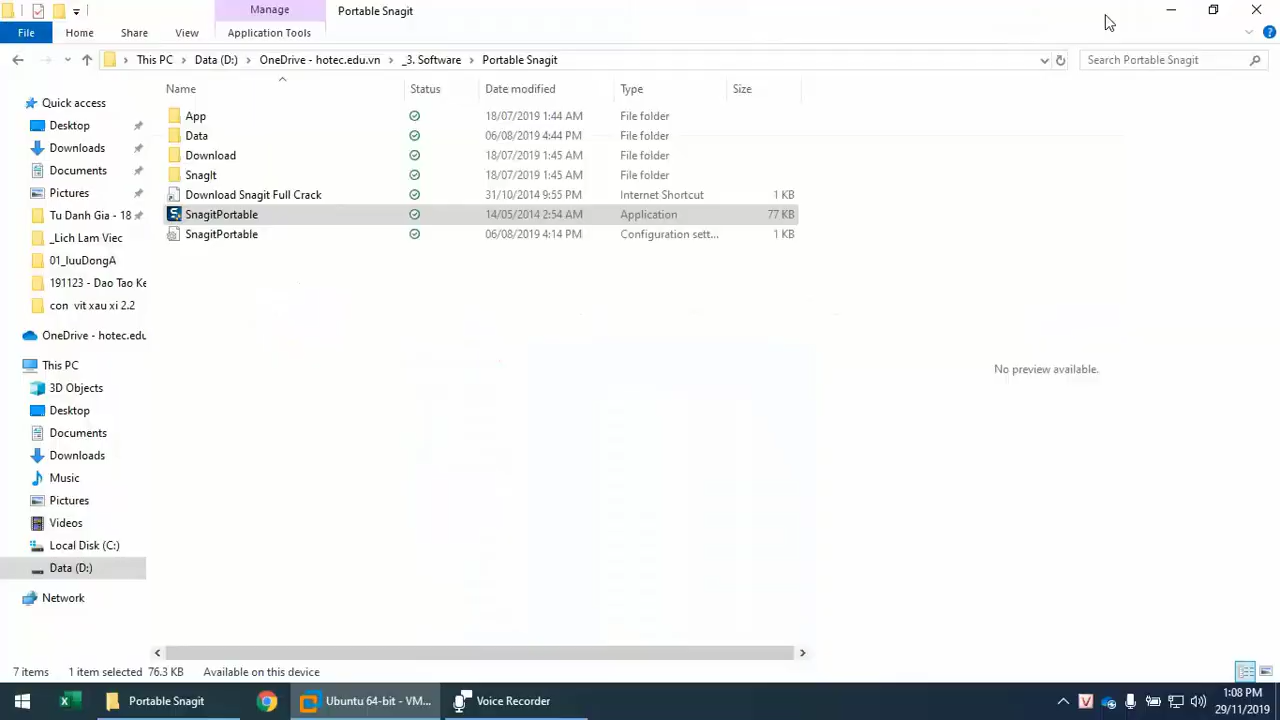 Manage
Portable Snagit
File
Home
Share
View
Application Tools
This PC
Data (D:)
OneDrive - hotec.edu.vn
_3. Software
Portable Snagit
Search Portable Snagit
Name
Status
Date modified
Type
Size
Quick access
Desktop
Downloads
Documents
Pictures
Tu Danh Gia - 18
_Lich Lam Viec
01_luuDongA
191123 - Dao Tao Ke
con vit xau xi 2.2
OneDrive - hotec.edu
This PC
3D Objects
Desktop
Documents
Downloads
Music
Pictures
Videos
Local Disk (C:)
Data (D:)
Network
App 18/07/2019 1:44 AM File folder
Data 06/08/2019 4:44 PM File folder
Download 18/07/2019 1:45 AM File folder
SnagIt 18/07/2019 1:45 AM File folder
Download Snagit Full Crack 31/10/2014 9:55 PM Internet Shortcut 1 KB
SnagitPortable 14/05/2014 2:54 AM Application 77 KB
SnagitPortable 06/08/2019 4:14 PM Configuration sett... 1 KB
No preview available.
7 items
1 item selected 76.3 KB
Available on this device
Portable Snagit
Ubuntu 64-bit - VM...
Voice Recorder
1:08 PM
29/11/2019